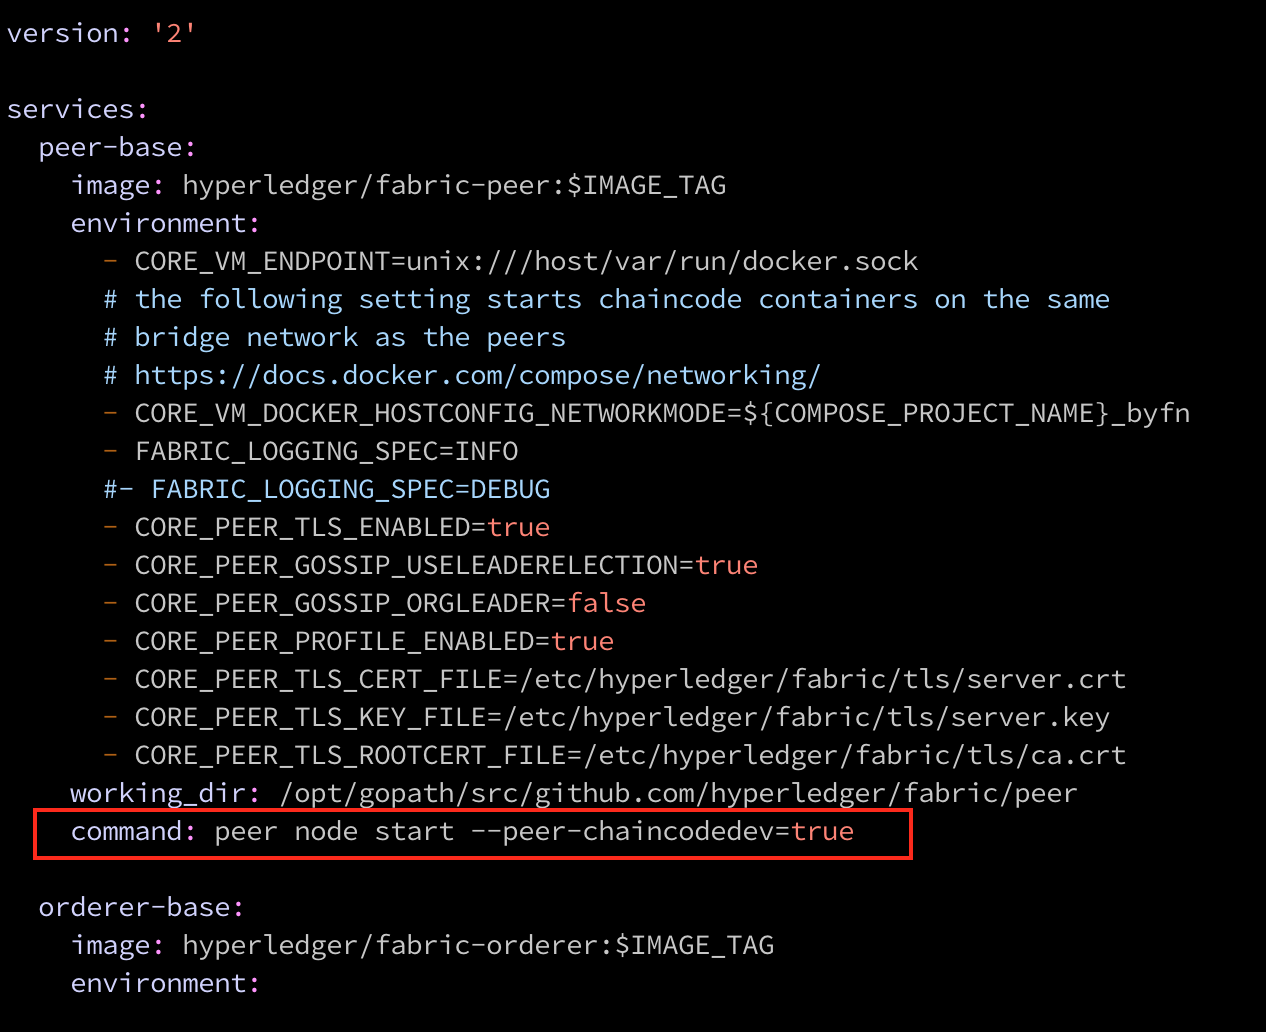 version: '2'
services:
peer-base:
image: hyperledger/fabric-peer:$IMAGE_TAG
environment:
- CORE_VM_ENDPOINT=unix:///host/var/run/docker.sock
# the following setting starts chaincode containers on the same
# bridge network as the peers
# https://docs.docker.com/compose/networking/
- CORE_VM_DOCKER_HOSTCONFIG_NETWORKMODE=${COMPOSE_PROJECT_NAME}_byfn
- FABRIC_LOGGING_SPEC=INFO
#- FABRIC_LOGGING_SPEC=DEBUG
- CORE_PEER_TLS_ENABLED=true
- CORE_PEER_GOSSIP_USELEADERELECTION=true
- CORE_PEER_GOSSIP_ORGLEADER=false
- CORE_PEER_PROFILE_ENABLED=true
- CORE_PEER_TLS_CERT_FILE=/etc/hyperledger/fabric/tls/server.crt
- CORE_PEER_TLS_KEY_FILE=/etc/hyperledger/fabric/tls/server.key
- CORE_PEER_TLS_ROOTCERT_FILE=/etc/hyperledger/fabric/tls/ca.crt
working_dir: /opt/gopath/src/github.com/hyperledger/fabric/peer
command: peer node start --peer-chaincodedev=true
orderer-base:
image: hyperledger/fabric-orderer:$IMAGE_TAG
environment: